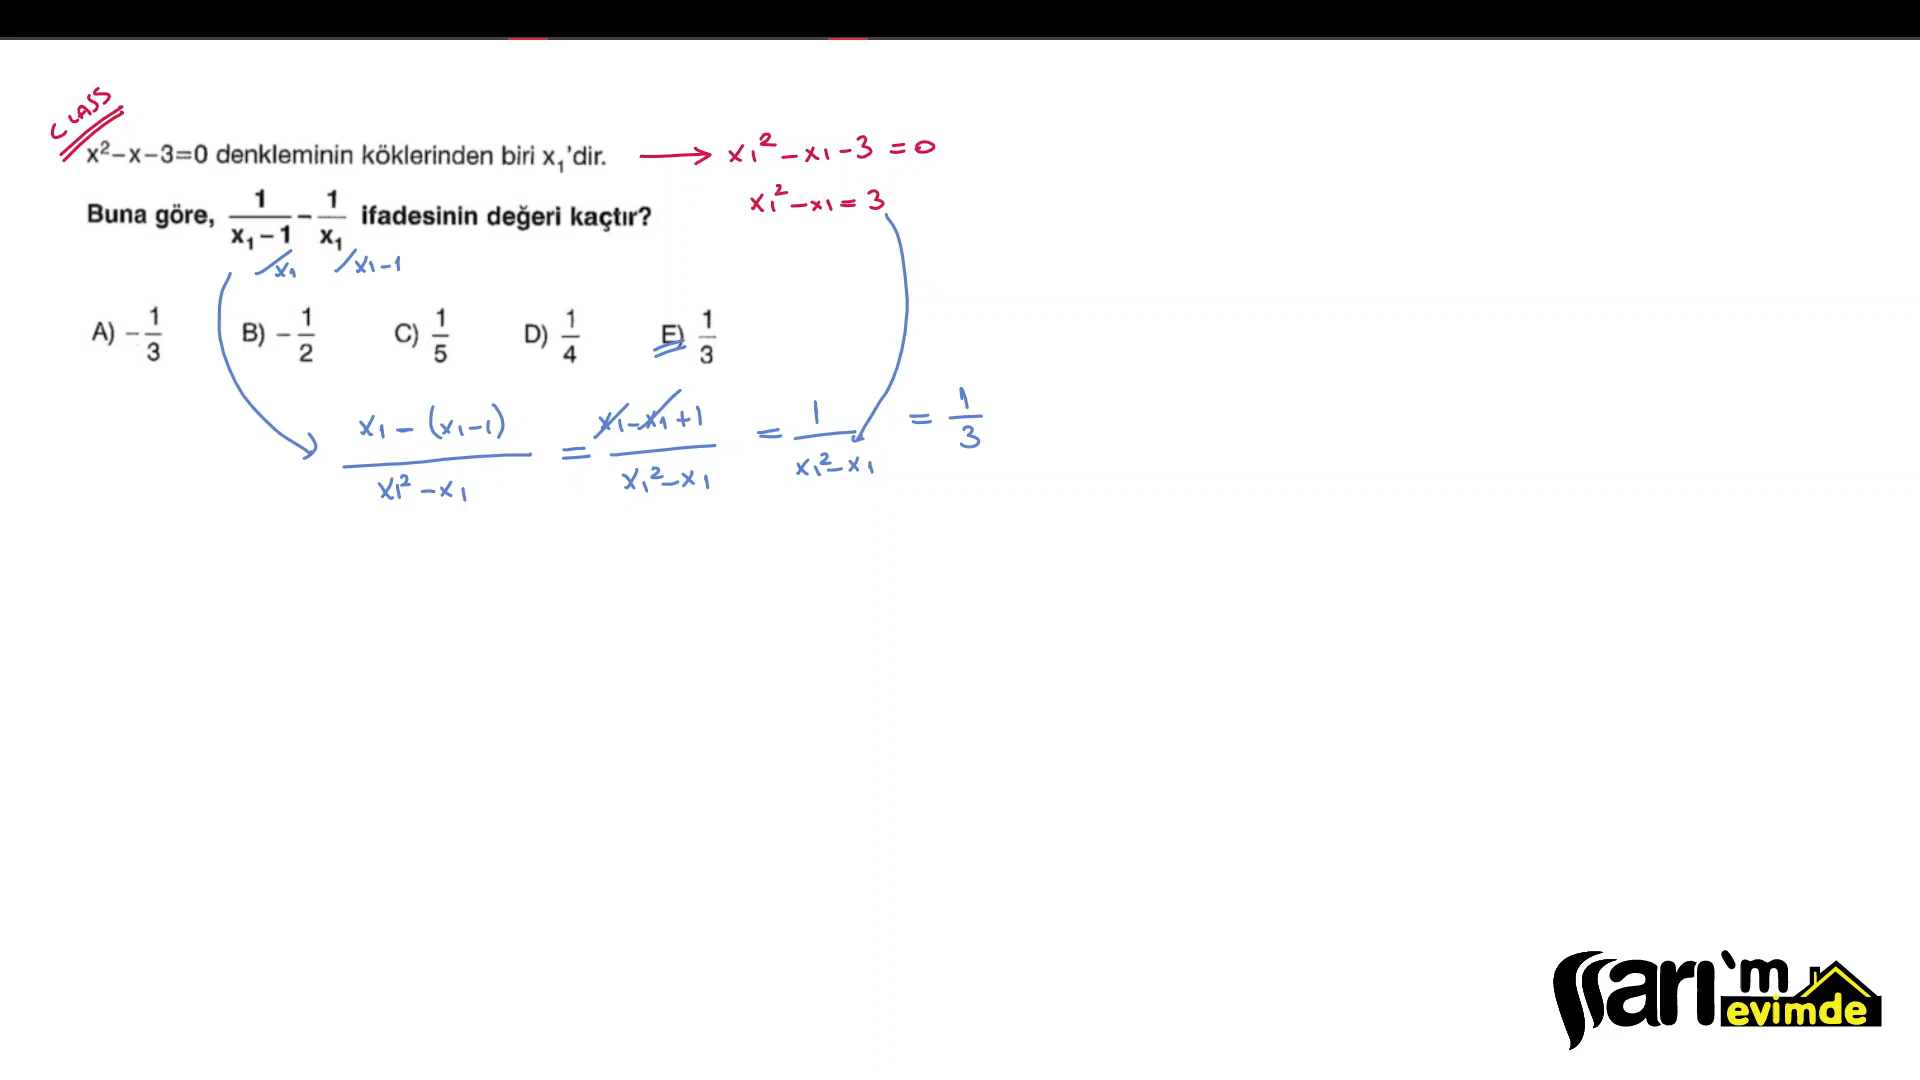 CLASS
x²-x-3=0 denkleminin köklerinden biri x₁'dir. → x₁² - x₁ - 3 = 0
x₁² - x₁ = 3
Buna göre, 1/(x₁-1) - 1/x₁ ifadesinin değeri kaçtır?
/x₁ /x₁-1
A) -1/3 B) -1/2 C) 1/5 D) 1/4 E) 1/3
(x₁ - (x₁-1))/(x₁² - x₁) = (x₁ - x₁ + 1)/(x₁² - x₁) = 1/(x₁² - x₁) = 1/3
Sarı'm
evimde